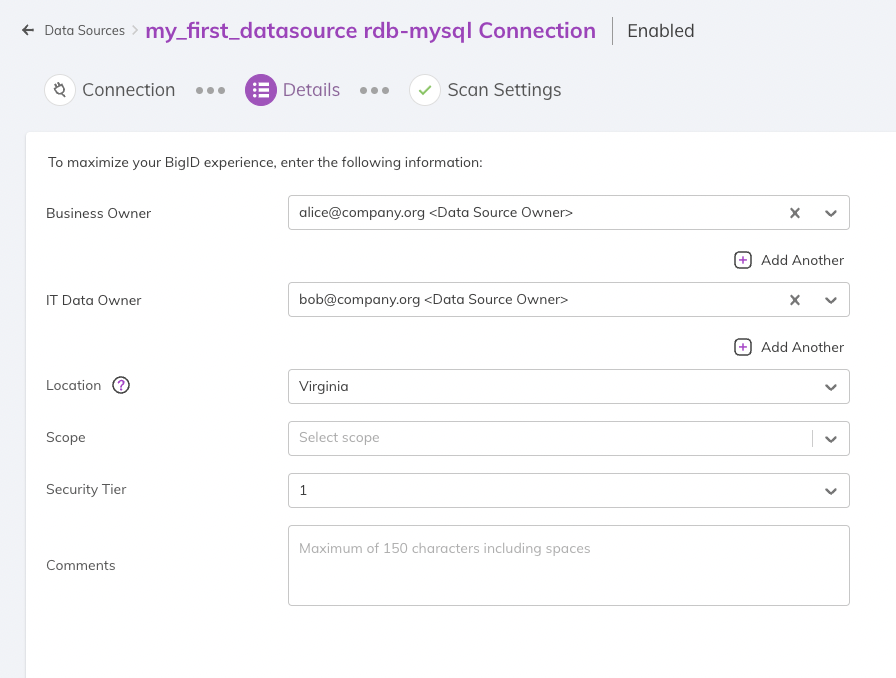 Data Sources my_first_datasource rdb-mysql Connection Enabled
Connection Details Scan Settings
To maximize your BigID experience, enter the following information:
Business Owner alice@company.org <Data Source Owner>
Add Another
IT Data Owner bob@company.org <Data Source Owner>
Add Another
Location ? Virginia
Scope Select scope
Security Tier 1
Comments Maximum of 150 characters including spaces